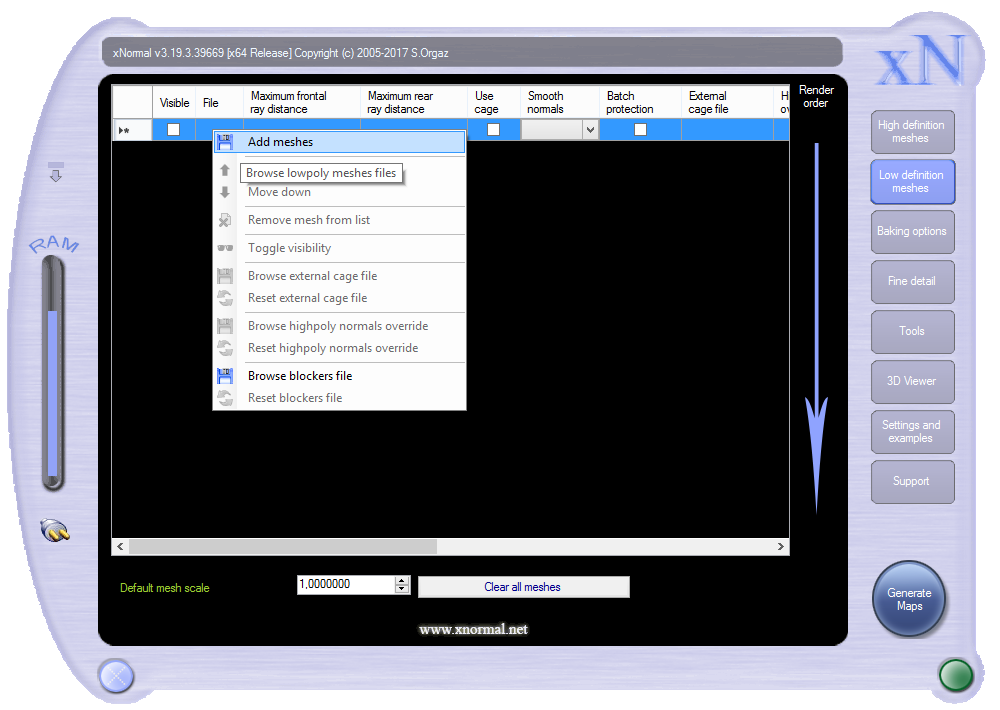 xNormal v3.19.3.39669 [x64 Release] Copyright (c) 2005-2017 S.Orgaz
xN
Visible
File
Maximum frontal
ray distance
Maximum rear
ray distance
Use
cage
Smooth
normals
Batch
protection
External
cage file
Render
order
Add meshes
Browse lowpoly meshes files
Move down
Remove mesh from list
Toggle visibility
Browse external cage file
Reset external cage file
Browse highpoly normals override
Reset highpoly normals override
Browse blockers file
Reset blockers file
RAM
High definition
meshes
Low definition
meshes
Baking options
Fine detail
Tools
3D Viewer
Settings and
examples
Support
Default mesh scale
1,0000000
Clear all meshes
Generate
Maps
www.xnormal.net